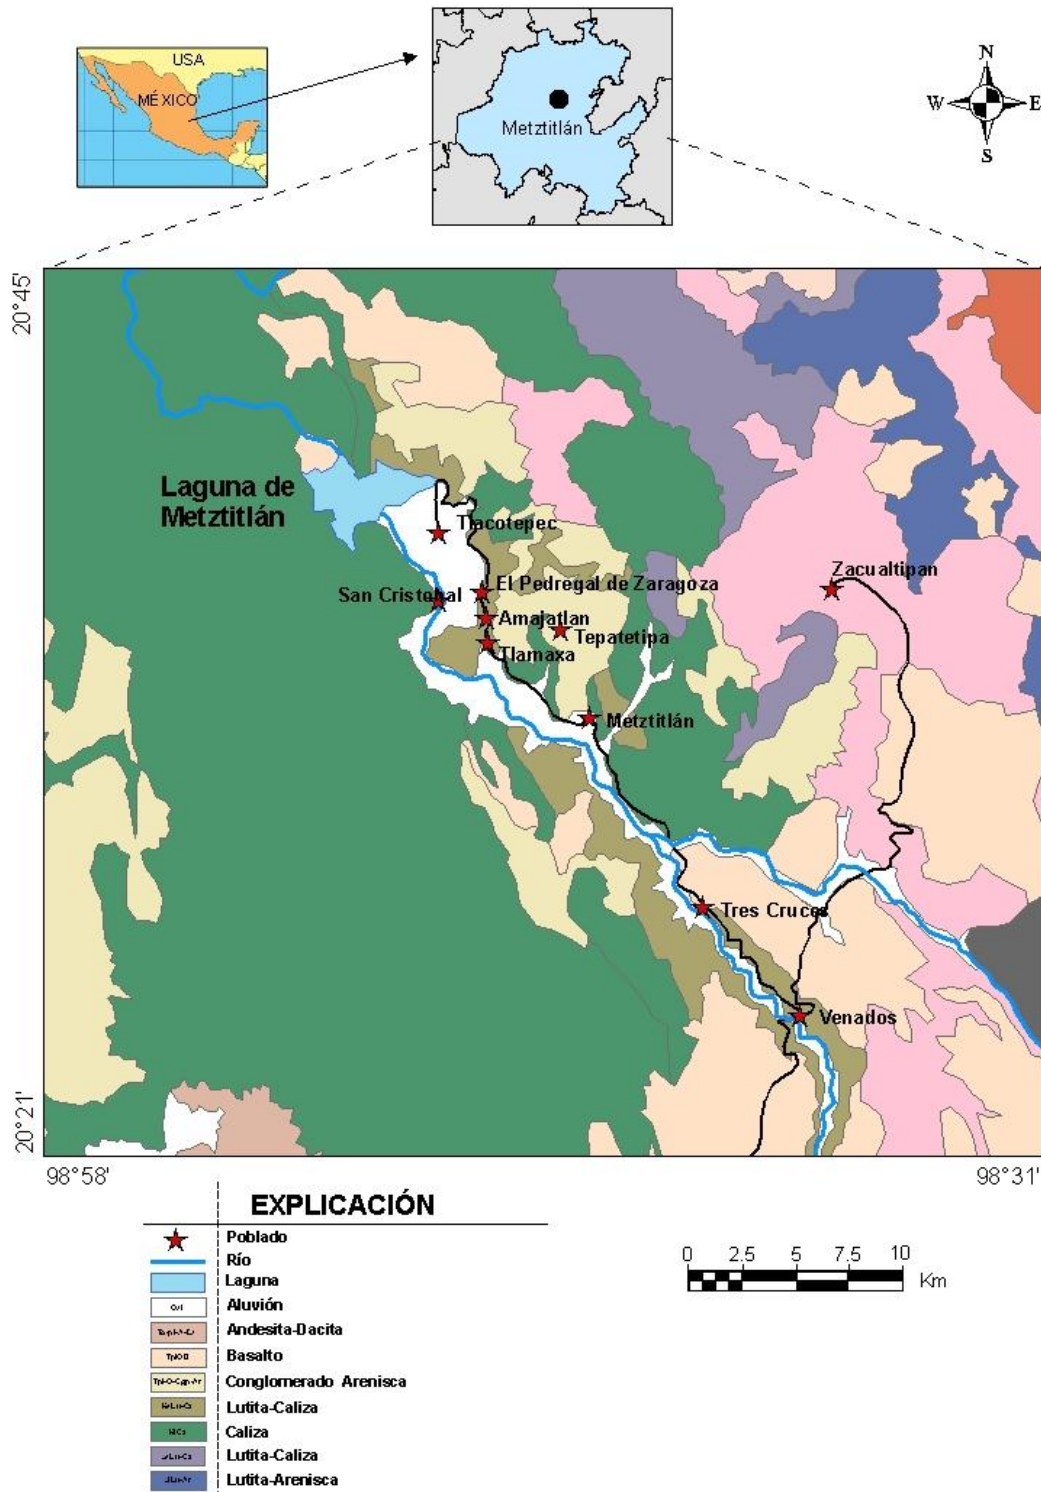 USA
MÉXICO
Metztitlán
N
W
E
S
20°45'
Laguna de
Metztitlán
Tlacotepec
Zacualtipan
El Pedregal de Zaragoza
San Cristobal
Amajatlan
Tepatetipa
Tlamaxa
Metztitlán
Tres Cruces
Venados
20°21'
98°58'
98°31'
EXPLICACIÓN
Poblado
Río
Laguna
Aluvión
Andesita-Dacita
Basalto
Conglomerado Arenisca
Lutita-Caliza
Caliza
Lutita-Caliza
Lutita-Arenisca
0 2.5 5 7.5 10
Km